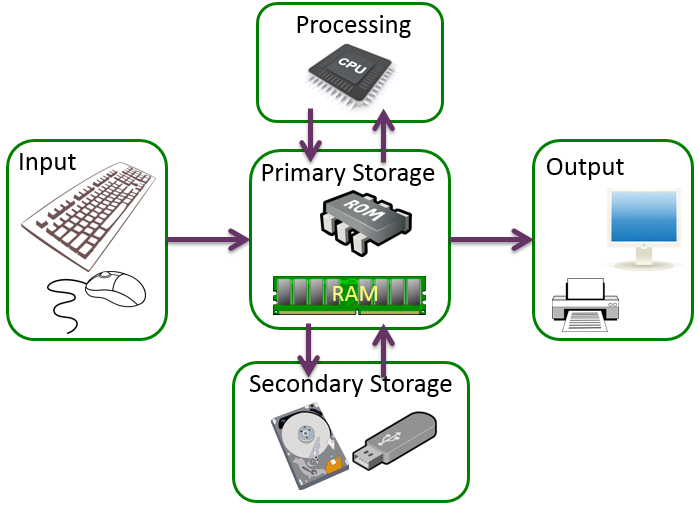 Processing
CPU
Input
Primary Storage
ROM
RAM
Output
Secondary Storage